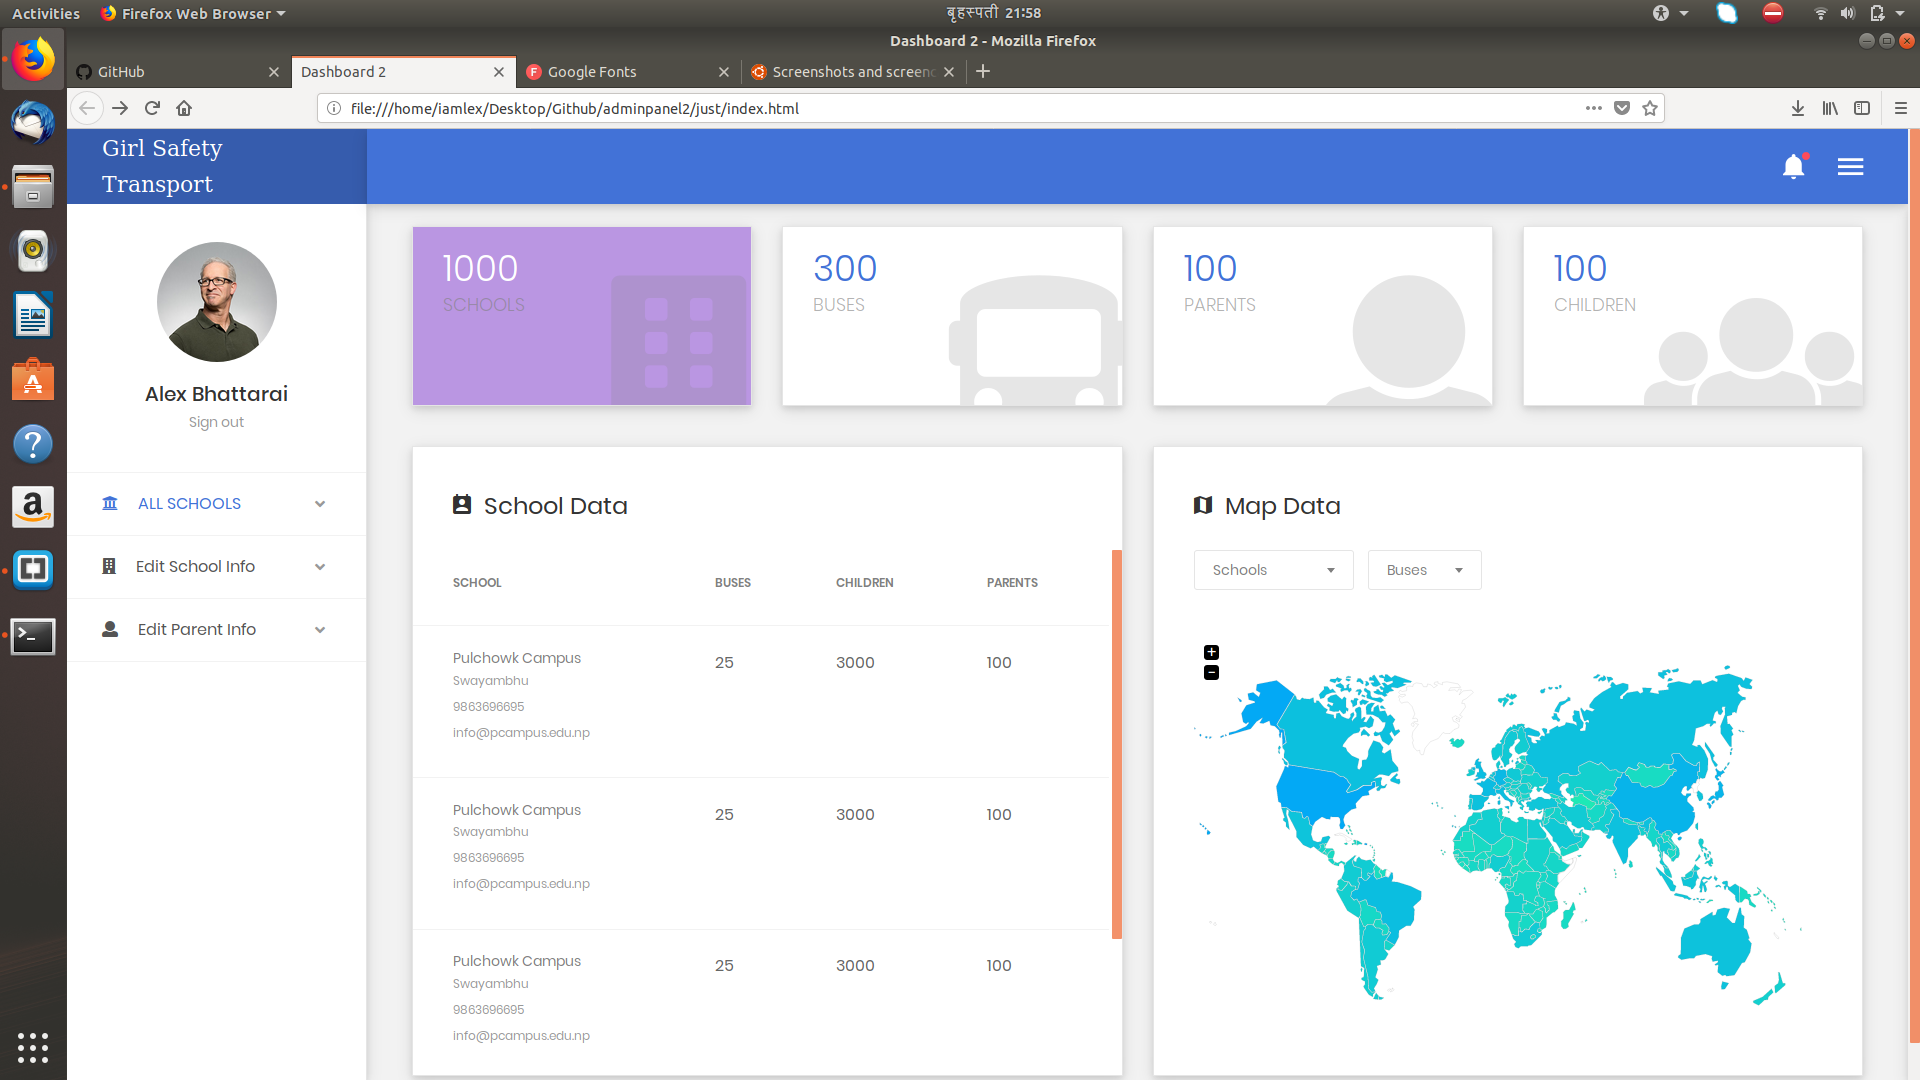 Activities Firefox Web Browser बृहस्पती 21:58
Dashboard 2 - Mozilla Firefox
GitHub Dashboard 2 Google Fonts Screenshots and screenc
file:///home/iamlex/Desktop/Github/adminpanel2/just/index.html
Girl Safety
Transport
Alex Bhattarai
Sign out
ALL SCHOOLS
Edit School Info
Edit Parent Info
1000
SCHOOLS
300
BUSES
100
PARENTS
100
CHILDREN
School Data
SCHOOL BUSES CHILDREN PARENTS
Pulchowk Campus 25 3000 100
Swayambhu
9863696695
info@pcampus.edu.np
Pulchowk Campus 25 3000 100
Swayambhu
9863696695
info@pcampus.edu.np
Pulchowk Campus 25 3000 100
Swayambhu
9863696695
info@pcampus.edu.np
Map Data
Schools Buses
+
−